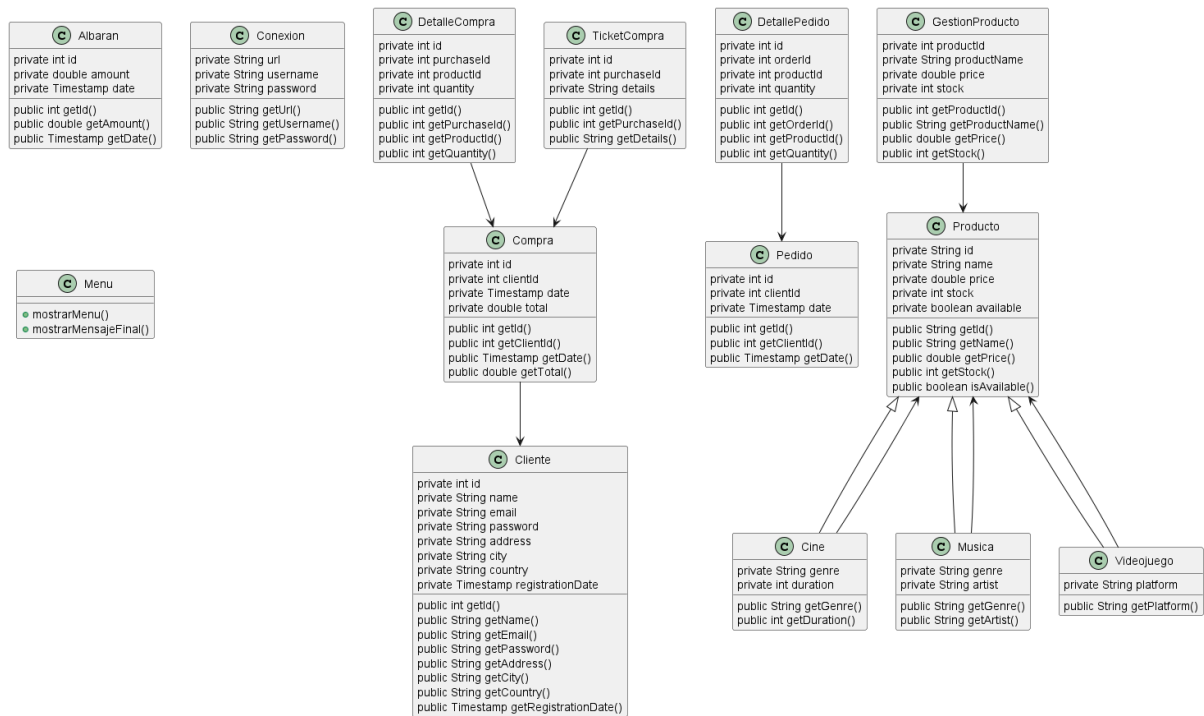 C Albaran
private int id
private double amount
private Timestamp date
public int getId()
public double getAmount()
public Timestamp getDate()
C Conexion
private String url
private String username
private String password
public String getUrl()
public String getUsername()
public String getPassword()
C DetalleCompra
private int id
private int purchaseId
private int productId
private int quantity
public int getId()
public int getPurchaseId()
public int getProductId()
public int getQuantity()
C TicketCompra
private int id
private int purchaseId
private String details
public int getId()
public int getPurchaseId()
public String getDetails()
C DetallePedido
private int id
private int orderId
private int productId
private int quantity
public int getId()
public int getOrderId()
public int getProductId()
public int getQuantity()
C GestionProducto
private int productId
private String productName
private double price
private int stock
public int getProductId()
public String getProductName()
public double getPrice()
public int getStock()
C Menu
mostrarMenu()
mostrarMensajeFinal()
C Compra
private int id
private int clientId
private Timestamp date
private double total
public int getId()
public int getClientId()
public Timestamp getDate()
public double getTotal()
C Pedido
private int id
private int clientId
private Timestamp date
public int getId()
public int getClientId()
public Timestamp getDate()
C Producto
private String id
private String name
private double price
private int stock
private boolean available
public String getId()
public String getName()
public double getPrice()
public int getStock()
public boolean isAvailable()
C Cliente
private int id
private String name
private String email
private String password
private String address
private String city
private String country
private Timestamp registrationDate
public int getId()
public String getName()
public String getEmail()
public String getPassword()
public String getAddress()
public String getCity()
public String getCountry()
public Timestamp getRegistrationDate()
C Cine
private String genre
private int duration
public String getGenre()
public int getDuration()
C Musica
private String genre
private String artist
public String getGenre()
public String getArtist()
C Videojuego
private String platform
public String getPlatform()